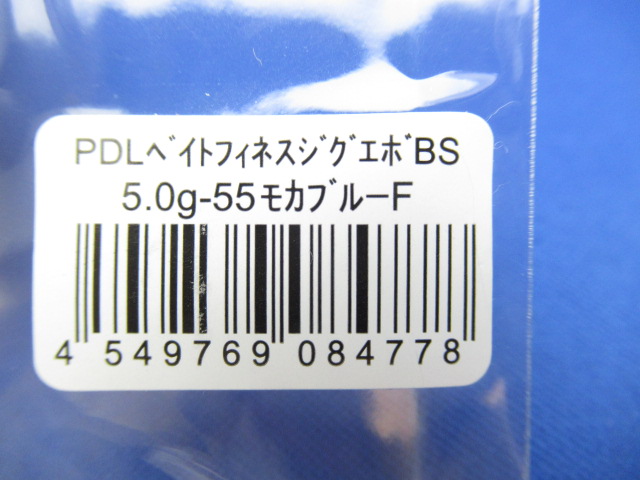 PDLﾍﾞｲﾄﾌｨﾈｽｼﾞｸﾞｴﾎﾞBS
5.0g-55ﾓｶﾌﾞﾙｰF
4 549769 084778